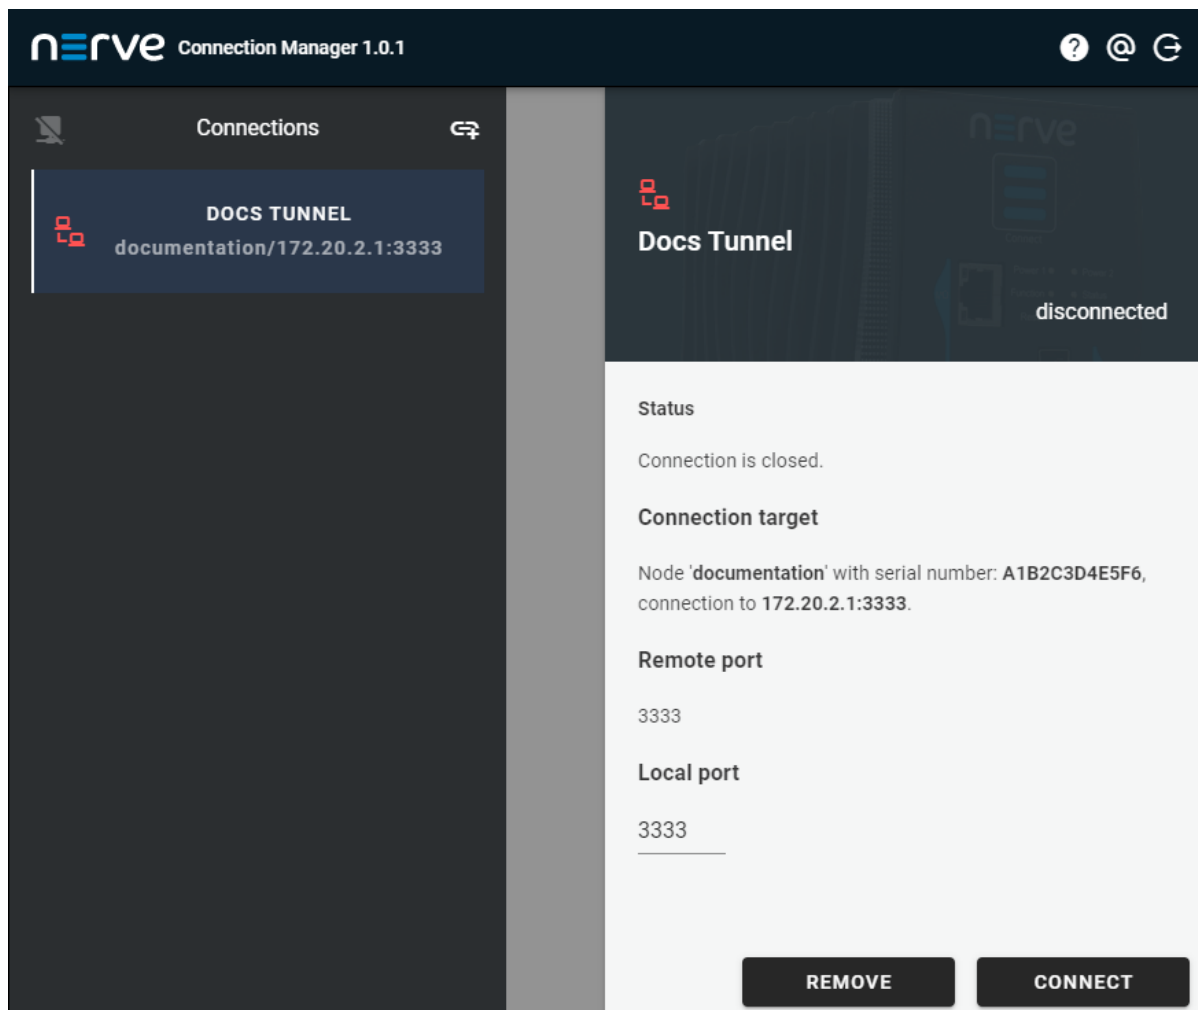 nerve Connection Manager 1.0.1
Connections
DOCS TUNNEL
documentation/172.20.2.1:3333
nerve
Docs Tunnel
disconnected
Status
Connection is closed.
Connection target
Node 'documentation' with serial number: A1B2C3D4E5F6,
connection to 172.20.2.1:3333.
Remote port
3333
Local port
3333
REMOVE
CONNECT